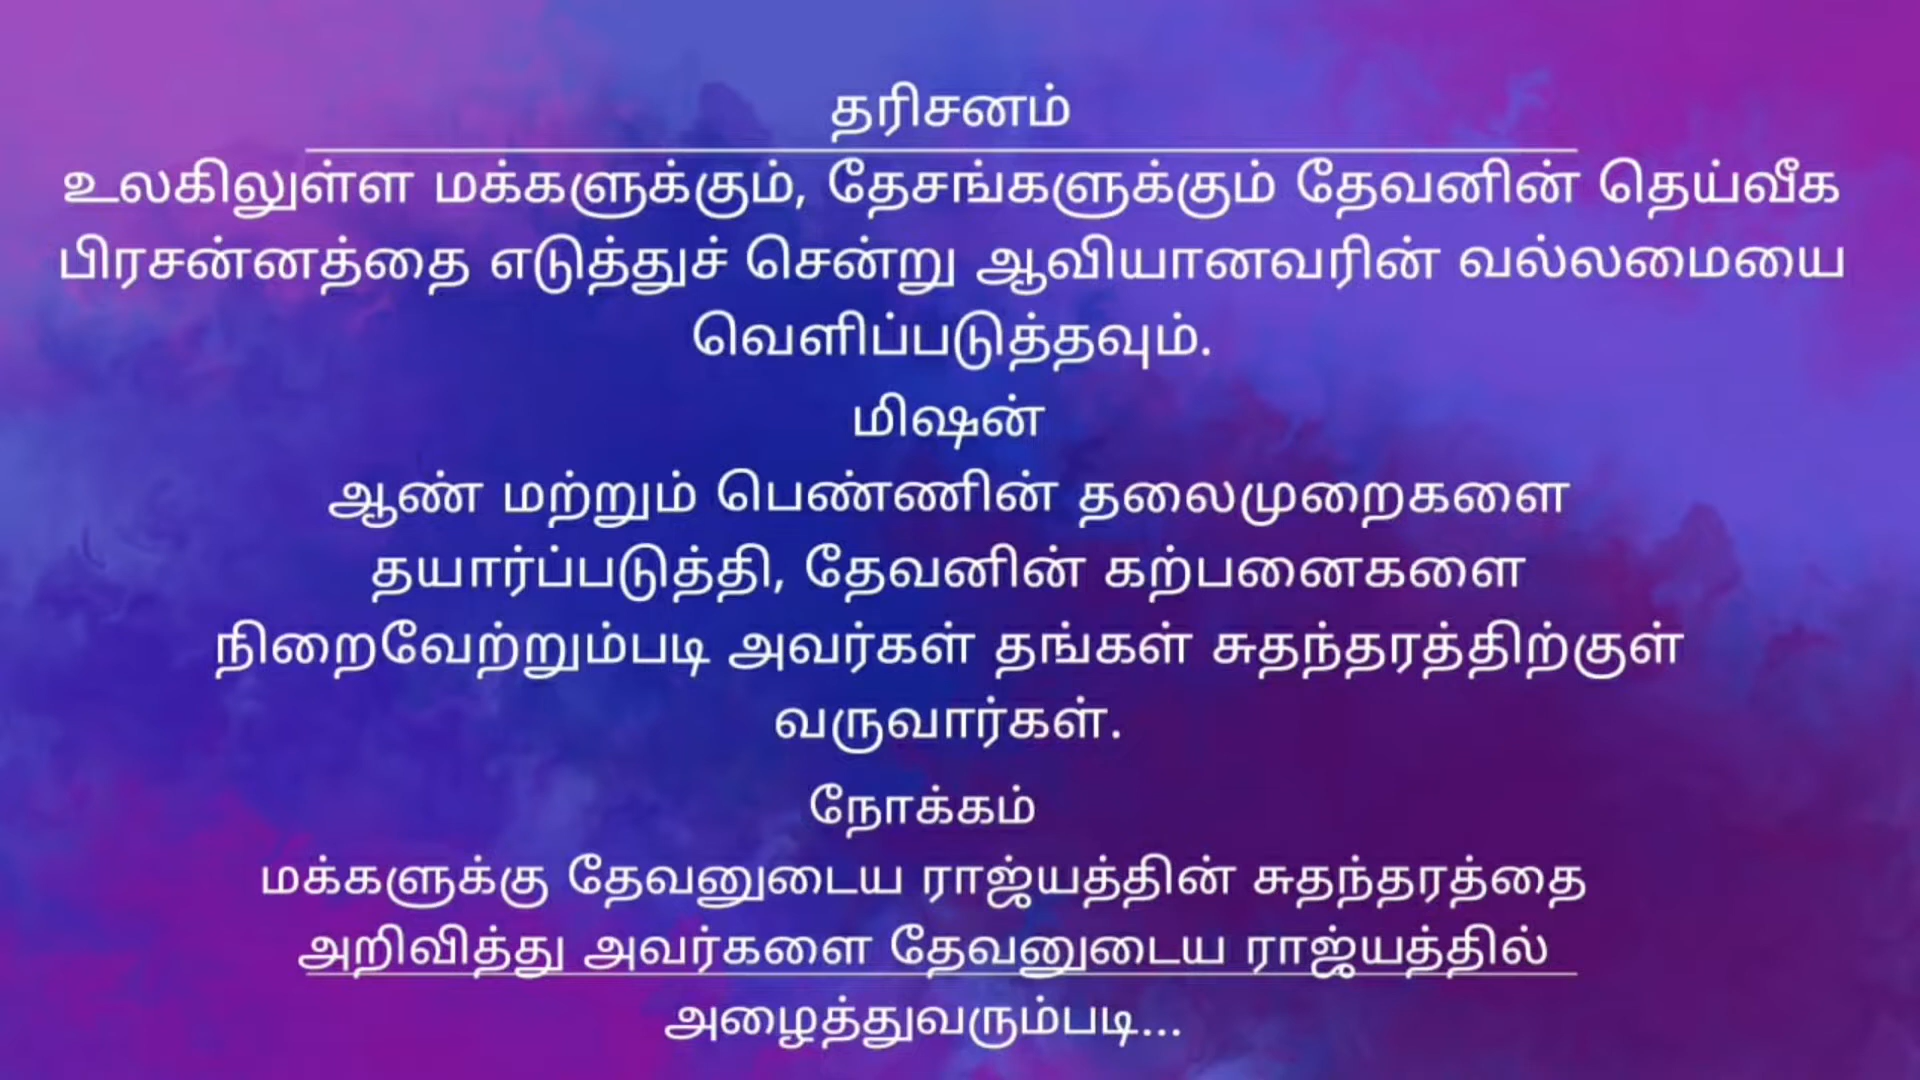 தரிசனம்
உலகிலுள்ள மக்களுக்கும், தேசங்களுக்கும் தேவனின் தெய்வீக
பிரசன்னத்தை எடுத்துச் சென்று ஆவியானவரின் வல்லமையை
வெளிப்படுத்தவும்.
மிஷன்
ஆண் மற்றும் பெண்ணின் தலைமுறைகளை
தயார்ப்படுத்தி, தேவனின் கற்பனைகளை
நிறைவேற்றும்படி அவர்கள் தங்கள் சுதந்தரத்திற்குள்
வருவார்கள்.
நோக்கம்
மக்களுக்கு தேவனுடைய ராஜ்யத்தின் சுதந்தரத்தை
அறிவித்து அவர்களை தேவனுடைய ராஜ்யத்தில்
அழைத்துவரும்படி...